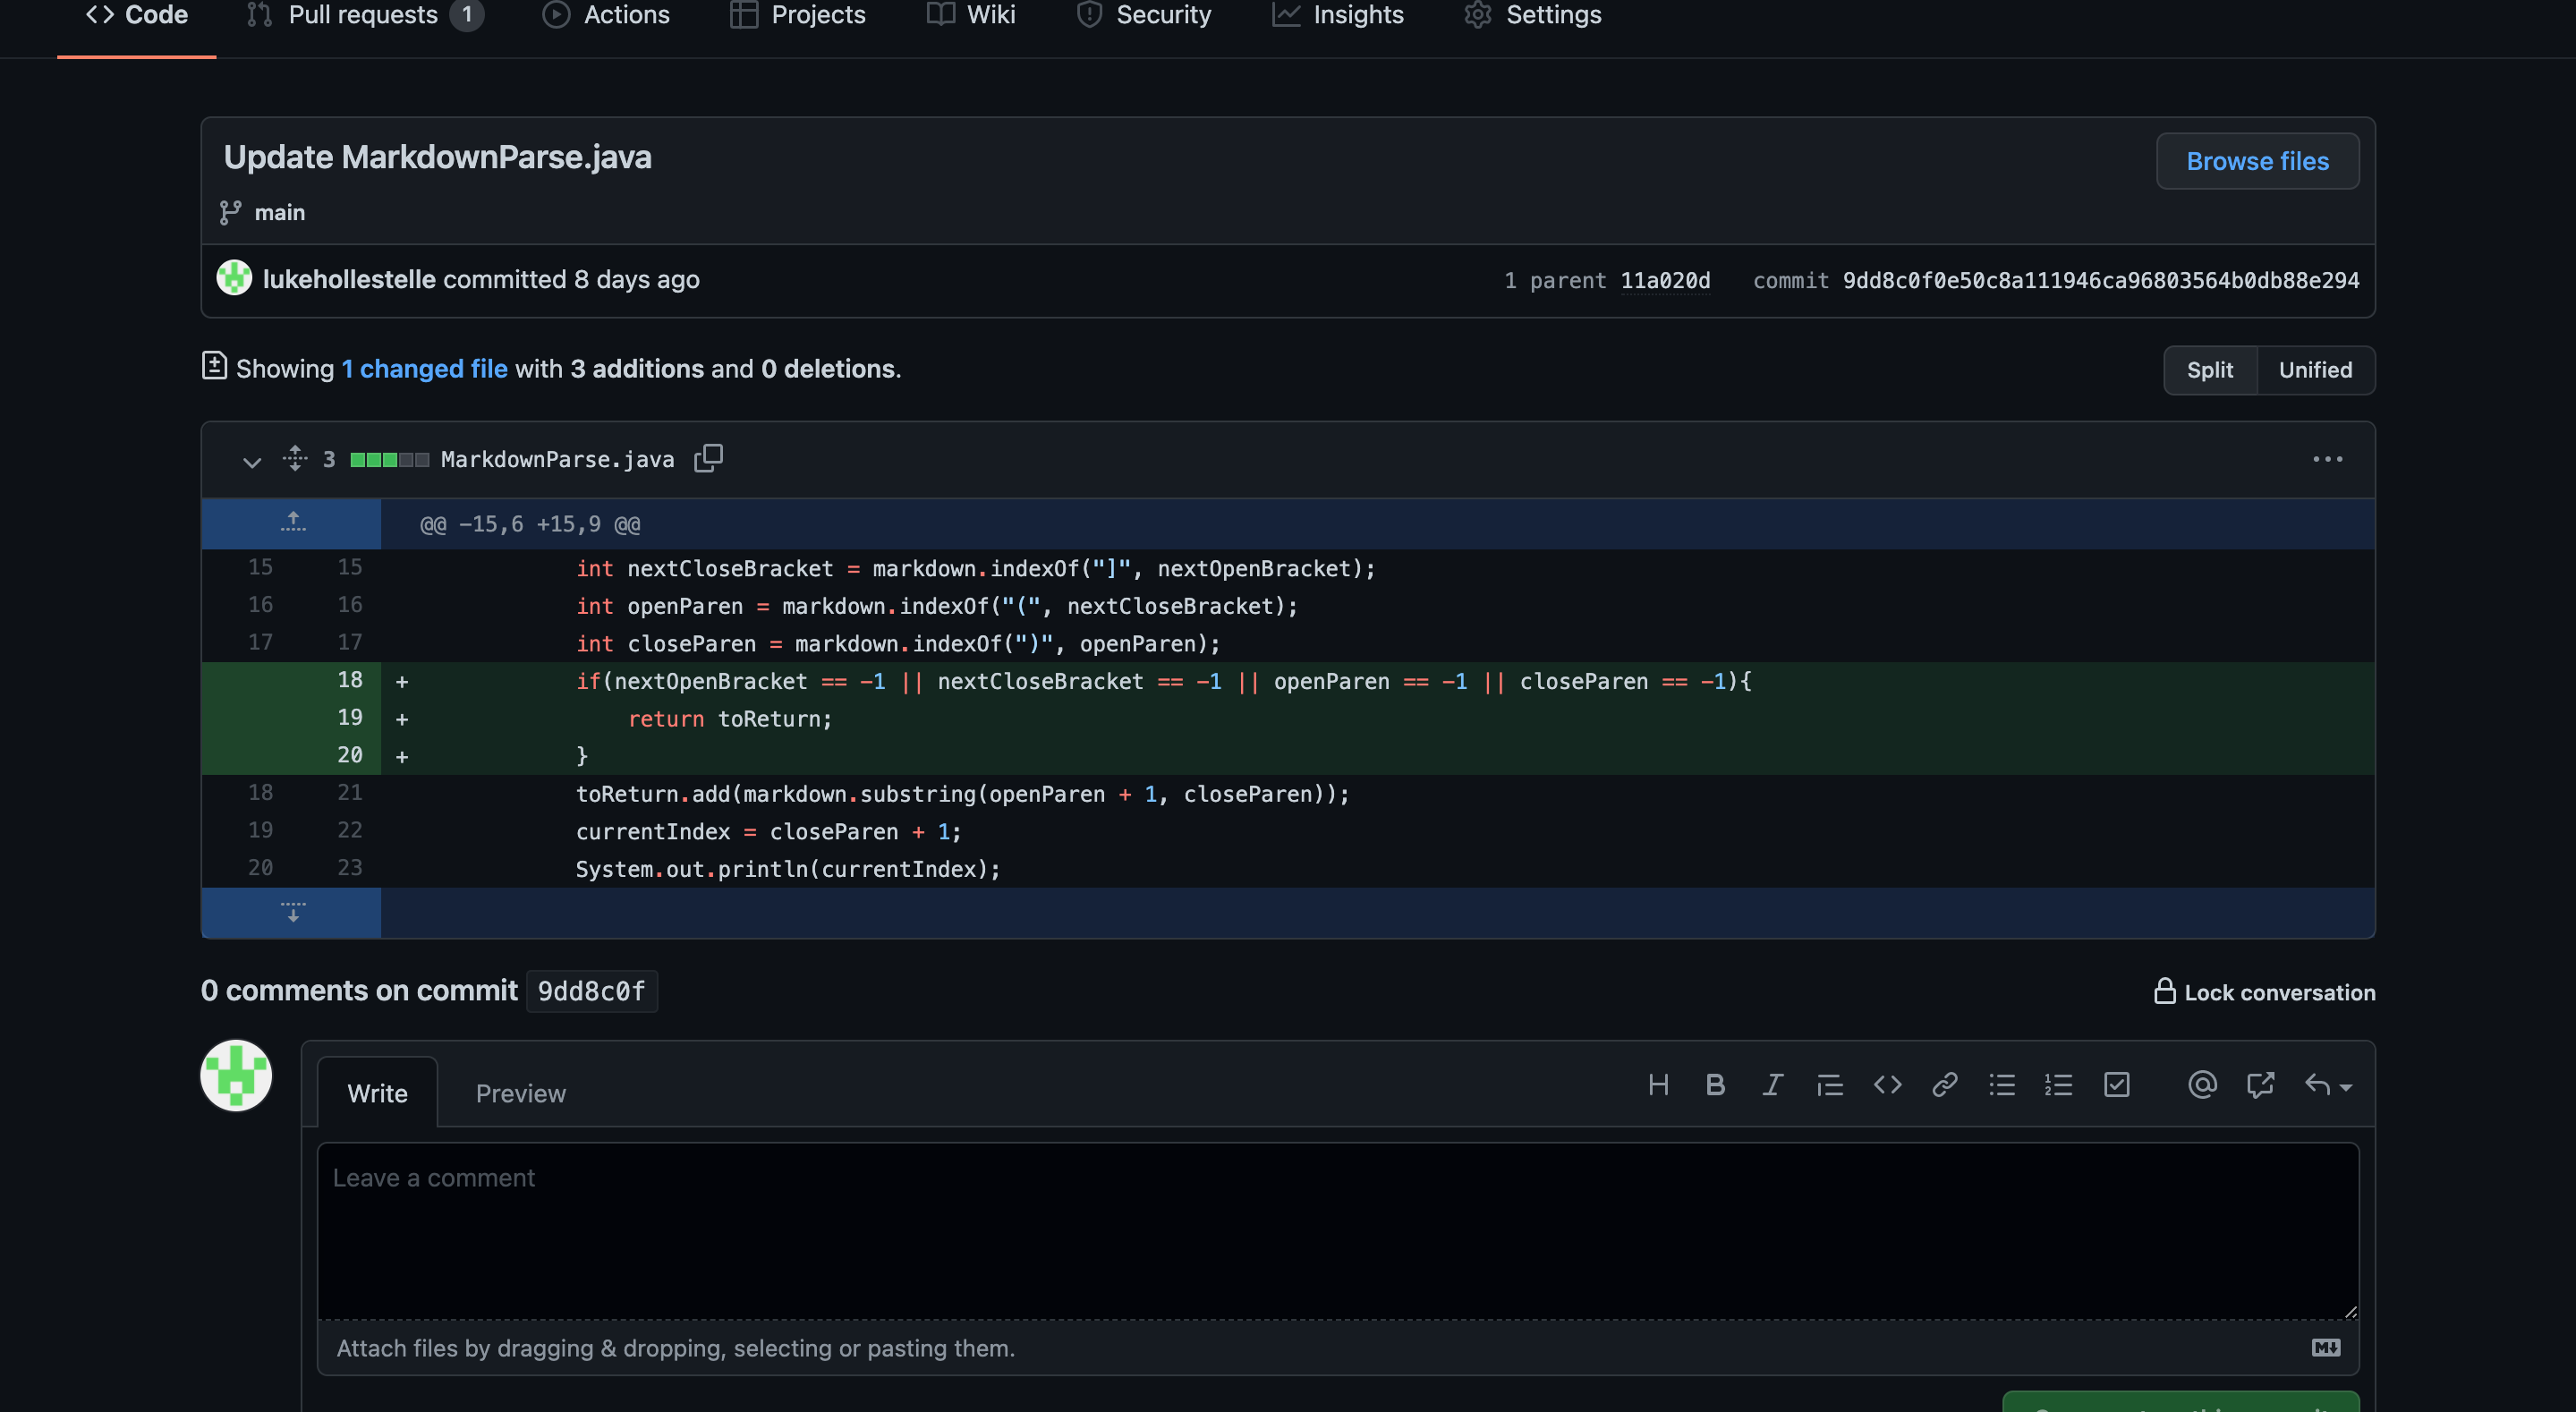 Code Pull requests 1 Actions Projects Wiki Security Insights Settings
Update MarkdownParse.java
Browse files
main
lukehollestelle committed 8 days ago 1 parent 11a020d commit 9dd8c0f0e50c8a111946ca96803564b0db88e294
Showing 1 changed file with 3 additions and 0 deletions.
Split Unified
3 MarkdownParse.java
@@ -15,6 +15,9 @@
15 15 int nextCloseBracket = markdown.indexOf("]", nextOpenBracket);
16 16 int openParen = markdown.indexOf("(", nextCloseBracket);
17 17 int closeParen = markdown.indexOf(")", openParen);
18 + if(nextOpenBracket == -1 || nextCloseBracket == -1 || openParen == -1 || closeParen == -1){
19 + return toReturn;
20 + }
18 21 toReturn.add(markdown.substring(openParen + 1, closeParen));
19 22 currentIndex = closeParen + 1;
20 23 System.out.println(currentIndex);
0 comments on commit 9dd8c0f
Lock conversation
Write Preview
Leave a comment
Attach files by dragging & dropping, selecting or pasting them.